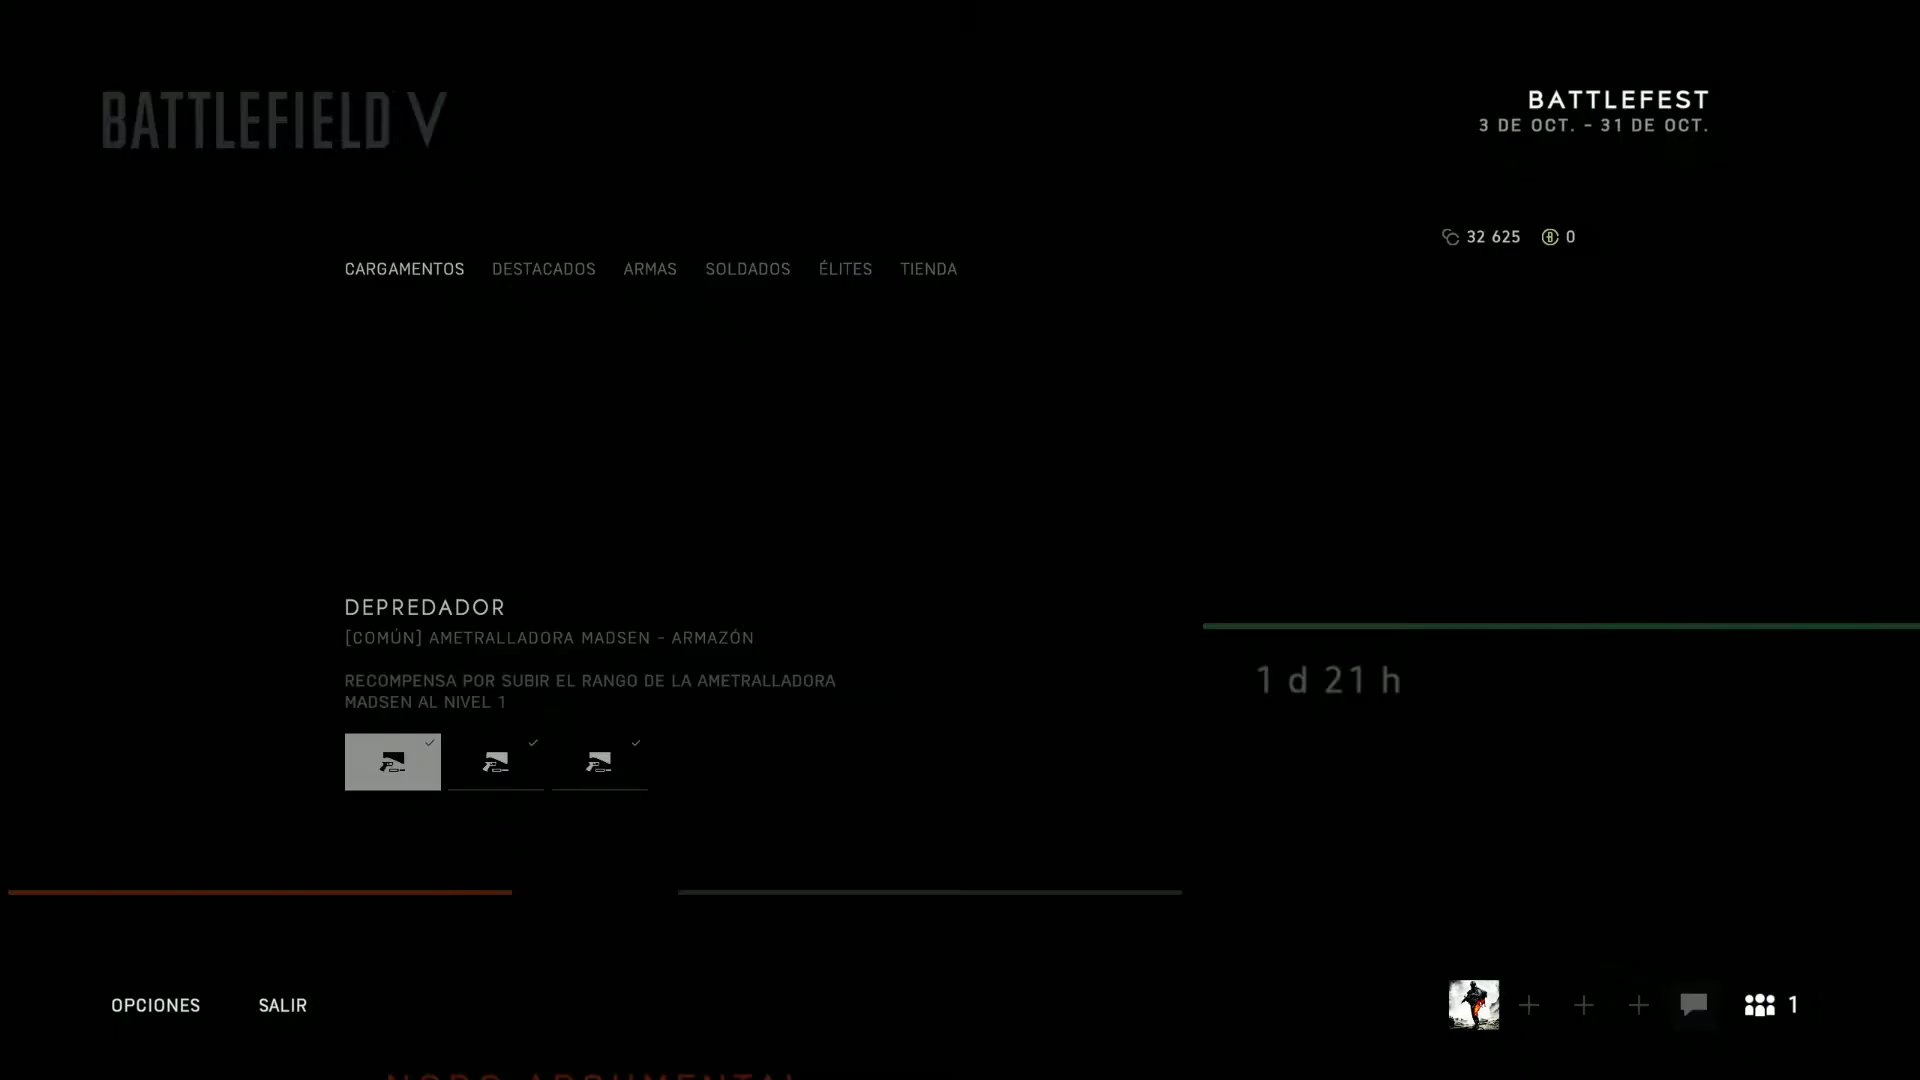 BATTLEFIELD V
BATTLEFEST
3 DE OCT. - 31 DE OCT.
32 625 0
CARGAMENTOS DESTACADOS ARMAS SOLDADOS ÉLITES TIENDA
DEPREDADOR
[COMÚN] AMETRALLADORA MADSEN - ARMAZÓN
RECOMPENSA POR SUBIR EL RANGO DE LA AMETRALLADORA
MADSEN AL NIVEL 1
1 d 21 h
OPCIONES SALIR
1